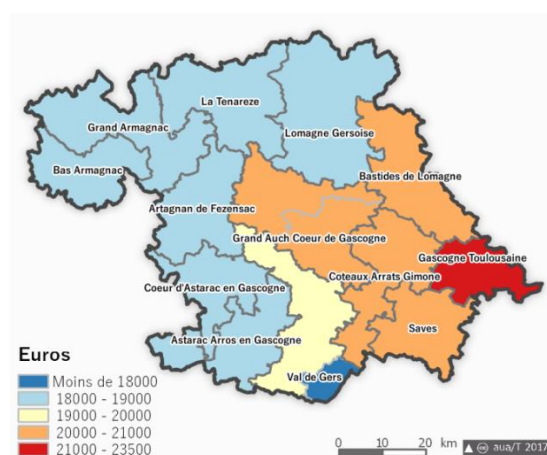 La Tenareze
Grand Armagnac
Lomagne Gersoise
Bas Armagnac
Bastides de Lomagne
Artagnan de Fezensac
Grand Auch Coeur de Gascogne
Gascogne Toulousaine
Coteaux Arrats Gimone
Coeur d'Astarac en Gascogne
Saves
Astarac Arros en Gascogne
Val de Gers
Euros
Moins de 18000
18000 - 19000
19000 - 20000
20000 - 21000
21000 - 23500
0 10 20 km
aua/T 2017